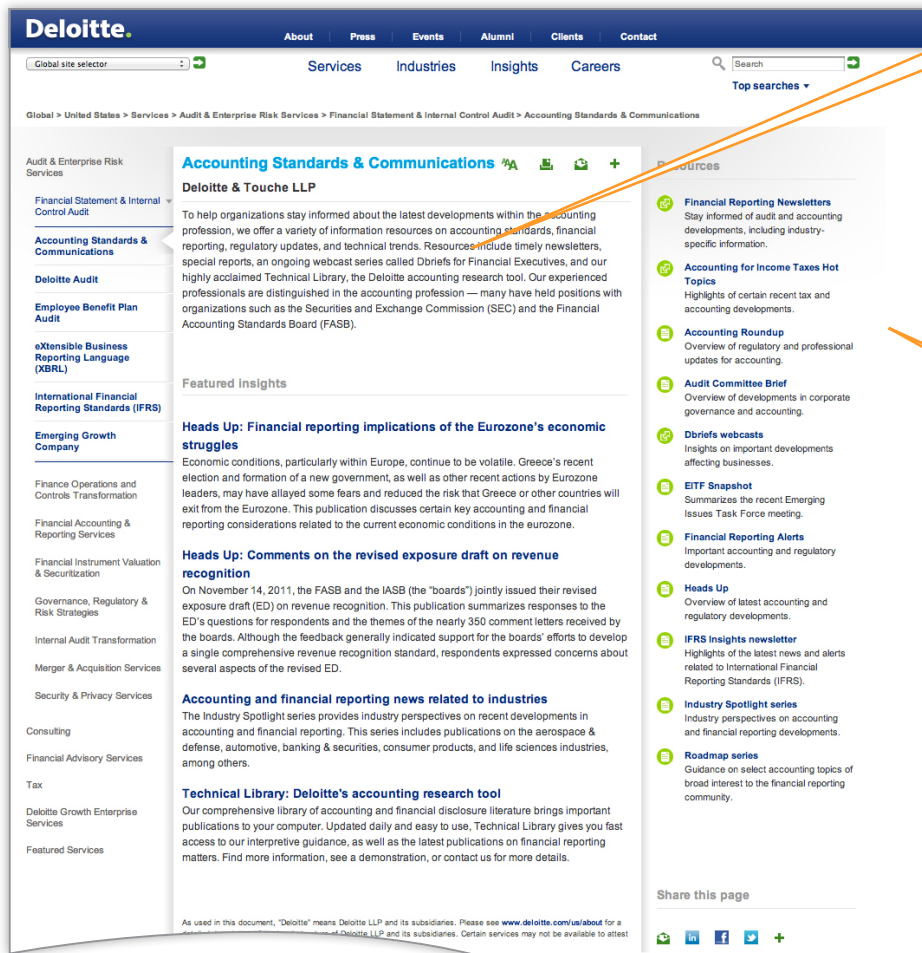 Deloitte.
About Press Events Alumni Clients Contact
Global site selector
Services Industries Insights Careers
Search
Top searches
Global > United States > Services > Audit & Enterprise Risk Services > Financial Statement & Internal Control Audit > Accounting Standards & Communications
Audit & Enterprise Risk
Services
Financial Statement & Internal
Control Audit
Accounting Standards &
Communications
Deloitte Audit
Employee Benefit Plan
Audit
eXtensible Business
Reporting Language
(XBRL)
International Financial
Reporting Standards (IFRS)
Emerging Growth
Company
Finance Operations and
Controls Transformation
Financial Accounting &
Reporting Services
Financial Instrument Valuation
& Securitization
Governance, Regulatory &
Risk Strategies
Internal Audit Transformation
Merger & Acquisition Services
Security & Privacy Services
Consulting
Financial Advisory Services
Tax
Deloitte Growth Enterprise
Services
Featured Services
Accounting Standards & Communications
Deloitte & Touche LLP
To help organizations stay informed about the latest developments within the accounting
profession, we offer a variety of information resources on accounting standards, financial
reporting, regulatory updates, and technical trends. Resources include timely newsletters,
special reports, an ongoing webcast series called Dbriefs for Financial Executives, and our
highly acclaimed Technical Library, the Deloitte accounting research tool. Our experienced
professionals are distinguished in the accounting profession — many have held positions with
organizations such as the Securities and Exchange Commission (SEC) and the Financial
Accounting Standards Board (FASB).
Featured insights
Heads Up: Financial reporting implications of the Eurozone's economic
struggles
Economic conditions, particularly within Europe, continue to be volatile. Greece's recent
election and formation of a new government, as well as other recent actions by Eurozone
leaders, may have allayed some fears and reduced the risk that Greece or other countries will
exit from the Eurozone. This publication discusses certain key accounting and financial
reporting considerations related to the current economic conditions in the eurozone.
Heads Up: Comments on the revised exposure draft on revenue
recognition
On November 14, 2011, the FASB and the IASB (the "boards") jointly issued their revised
exposure draft (ED) on revenue recognition. This publication summarizes responses to the
ED's questions for respondents and the themes of the nearly 350 comment letters received by
the boards. Although the feedback generally indicated support for the boards' efforts to develop
a single comprehensive revenue recognition standard, respondents expressed concerns about
several aspects of the revised ED.
Accounting and financial reporting news related to industries
The Industry Spotlight series provides industry perspectives on recent developments in
accounting and financial reporting. This series includes publications on the aerospace &
defense, automotive, banking & securities, consumer products, and life sciences industries,
among others.
Technical Library: Deloitte's accounting research tool
Our comprehensive library of accounting and financial disclosure literature brings important
publications to your computer. Updated daily and easy to use, Technical Library gives you fast
access to our interpretive guidance, as well as the latest publications on financial reporting
matters. Find more information, see a demonstration, or contact us for more details.
As used in this document, "Deloitte" means Deloitte LLP and its subsidiaries. Please see www.deloitte.com/us/about for a
of Deloitte LLP and its subsidiaries. Certain services may not be available to attest
Resources
Financial Reporting Newsletters
Stay informed of audit and accounting
developments, including industry-
specific information.
Accounting for Income Taxes Hot
Topics
Highlights of certain recent tax and
accounting developments.
Accounting Roundup
Overview of regulatory and professional
updates for accounting.
Audit Committee Brief
Overview of developments in corporate
governance and accounting.
Dbriefs webcasts
Insights on important developments
affecting businesses.
EITF Snapshot
Summarizes the recent Emerging
Issues Task Force meeting.
Financial Reporting Alerts
Important accounting and regulatory
developments.
Heads Up
Overview of latest accounting and
regulatory developments.
IFRS Insights newsletter
Highlights of the latest news and alerts
related to International Financial
Reporting Standards (IFRS).
Industry Spotlight series
Industry perspectives on accounting
and financial reporting developments.
Roadmap series
Guidance on select accounting topics of
broad interest to the financial reporting
community.
Share this page